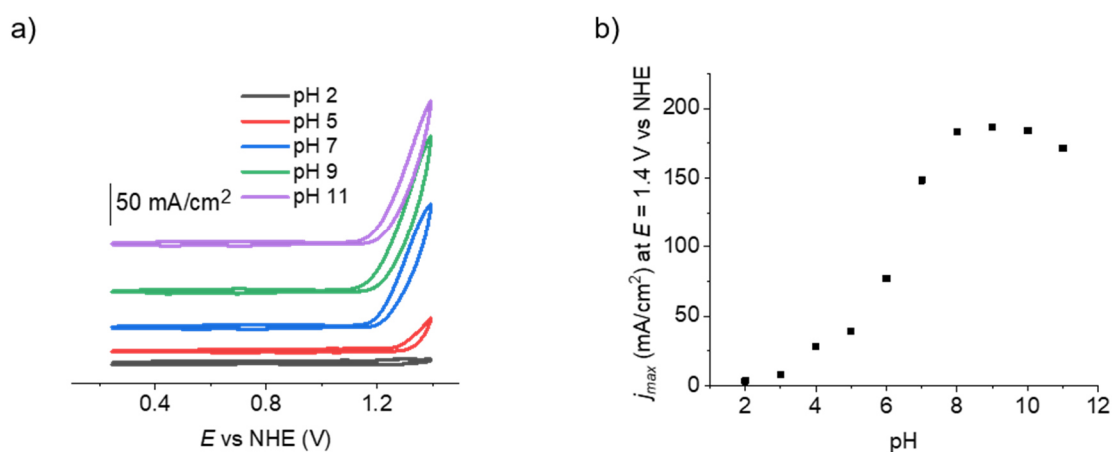 a)
pH 2
pH 5
pH 7
pH 9
pH 11
50 mA/cm²
0.4
0.8
1.2
E vs NHE (V)
b)
j_max (mA/cm²) at E = 1.4 V vs NHE
200
150
100
50
0
2
4
6
8
10
12
pH